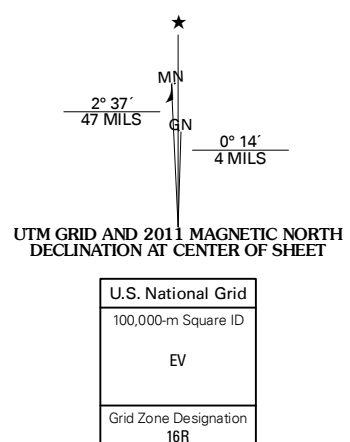 ★
MN
2° 37´
47 MILS
GN
0° 14´
4 MILS
UTM GRID AND 2011 MAGNETIC NORTH
DECLINATION AT CENTER OF SHEET
U.S. National Grid
100,000-m Square ID
EV
Grid Zone Designation
16R